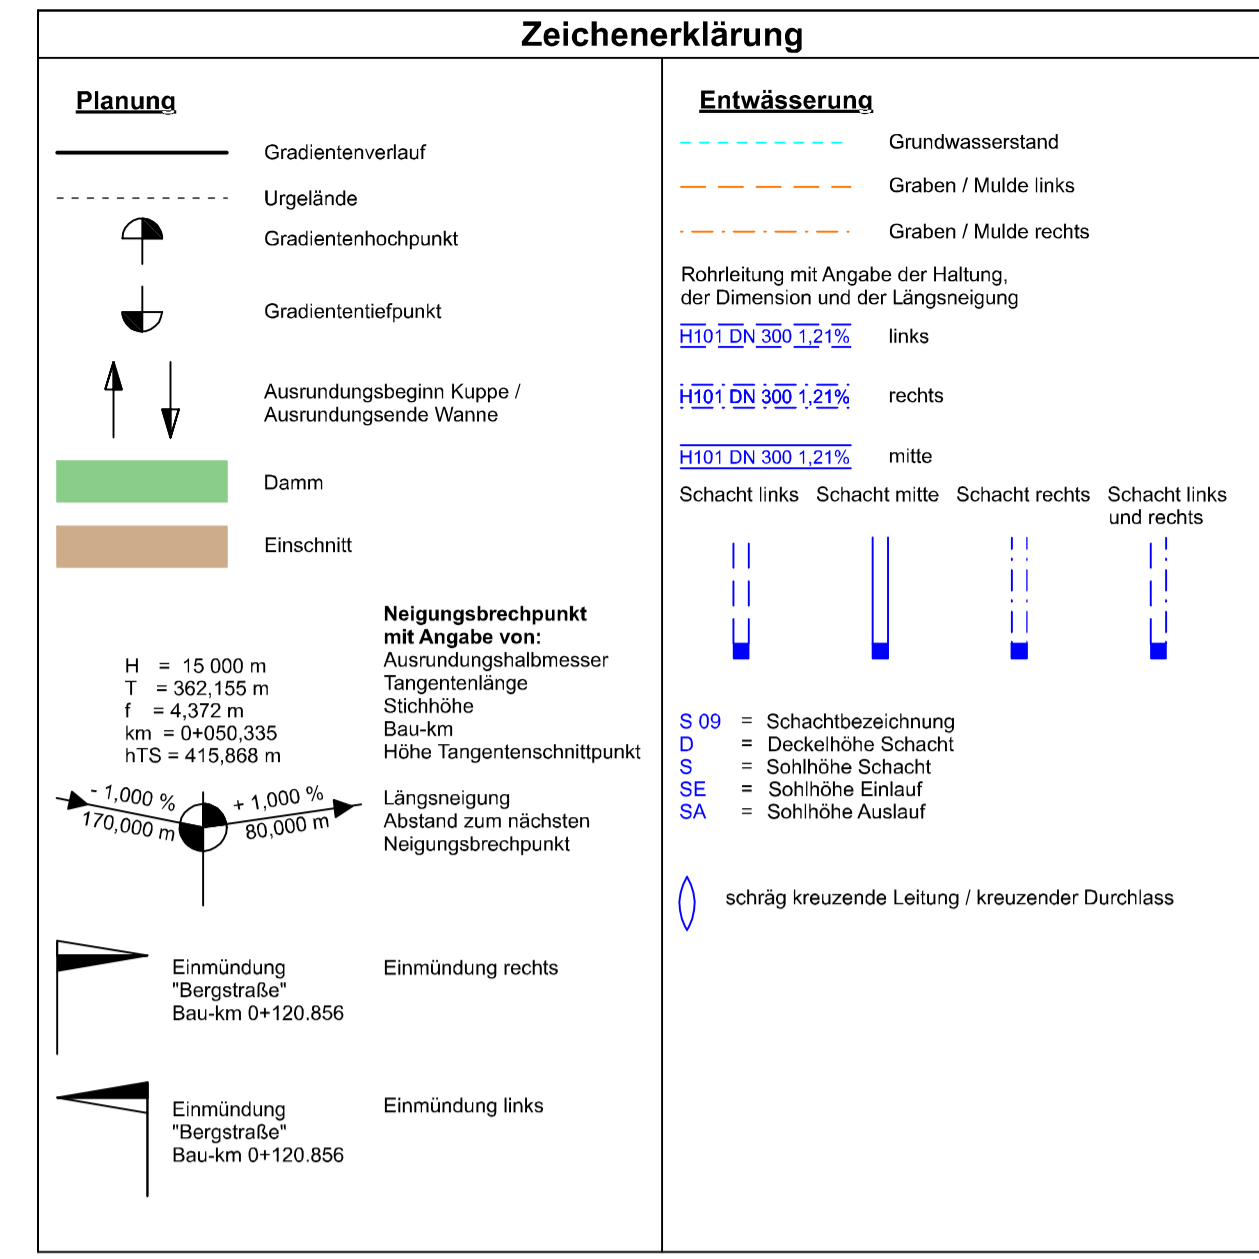 Zeichenerklärung
Planung
Gradientenverlauf
Urgelände
Gradientenhochpunkt
Gradiententiefpunkt
Ausrundungsbeginn Kuppe /
Ausrundungsende Wanne
Damm
Einschnitt
H = 15 000 m
T = 362,155 m
f = 4,372 m
km = 0+050,335
hTS = 415,868 m
Neigungsbrechpunkt
mit Angabe von:
Ausrundungshalbmesser
Tangentenlänge
Stichhöhe
Bau-km
Höhe Tangentenschnittpunkt
- 1,000 %
170,000 m
+ 1,000 %
80,000 m
Längsneigung
Abstand zum nächsten
Neigungsbrechpunkt
Einmündung
"Bergstraße"
Bau-km 0+120.856
Einmündung rechts
Einmündung
"Bergstraße"
Bau-km 0+120.856
Einmündung links
Entwässerung
Grundwasserstand
Graben / Mulde links
Graben / Mulde rechts
Rohrleitung mit Angabe der Haltung,
der Dimension und der Längsneigung
H101 DN 300 1,21% links
H101 DN 300 1,21% rechts
H101 DN 300 1,21% mitte
Schacht links
Schacht mitte
Schacht rechts
Schacht links
und rechts
S 09 = Schachtbezeichnung
D = Deckelhöhe Schacht
S = Sohlhöhe Schacht
SE = Sohlhöhe Einlauf
SA = Sohlhöhe Auslauf
schräg kreuzende Leitung / kreuzender Durchlass